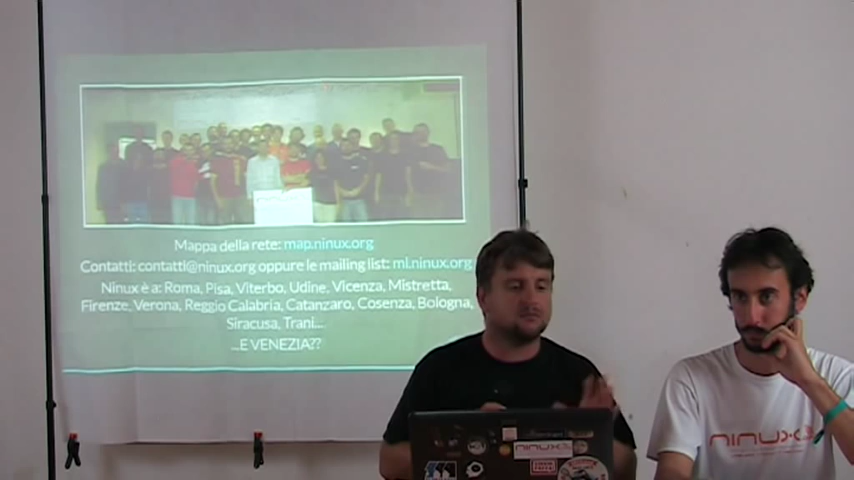 Mappa della rete: map.ninux.org
Contatti: contatti@ninux.org oppure le mailing list: ml.ninux.org
Ninux è a: Roma, Pisa, Viterbo, Udine, Vicenza, Mistretta,
Firenze, Verona, Reggio Calabria, Catanzaro, Cosenza, Bologna,
Siracusa, Trani...
...E VENEZIA??
ninux
ninux